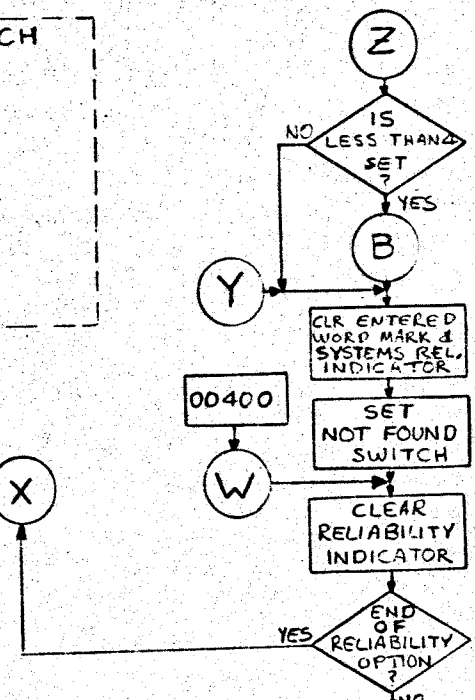 CH
Z
IS
LESS THAN 4
SET
?
NO
YES
B
Y
CLR ENTERED
WORD MARK &
SYSTEMS REL.
INDICATOR
00400
SET
NOT FOUND
SWITCH
X
W
CLEAR
RELIABILITY
INDICATOR
END
OF
RELIABILITY
OPTION
?
YES
NO